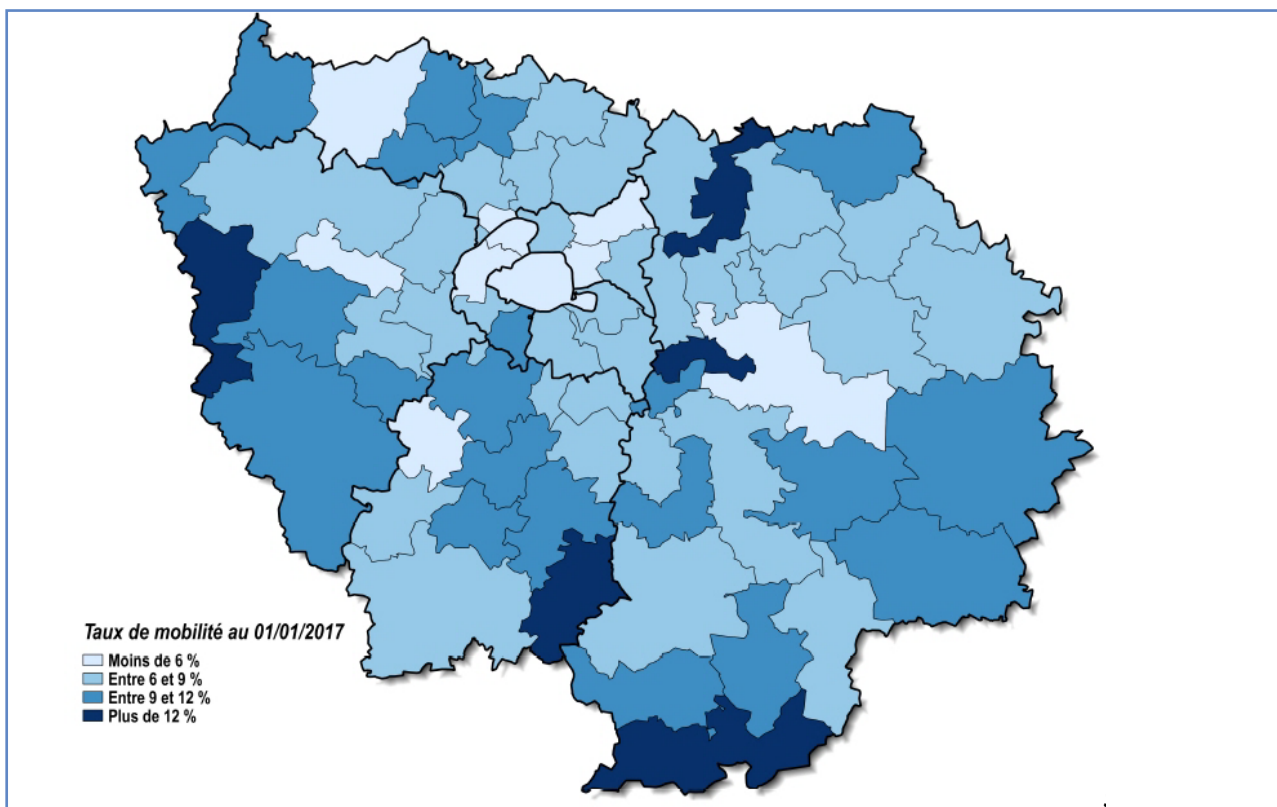 Taux de mobilité au 01/01/2017
Moins de 6 %
Entre 6 et 9 %
Entre 9 et 12 %
Plus de 12 %